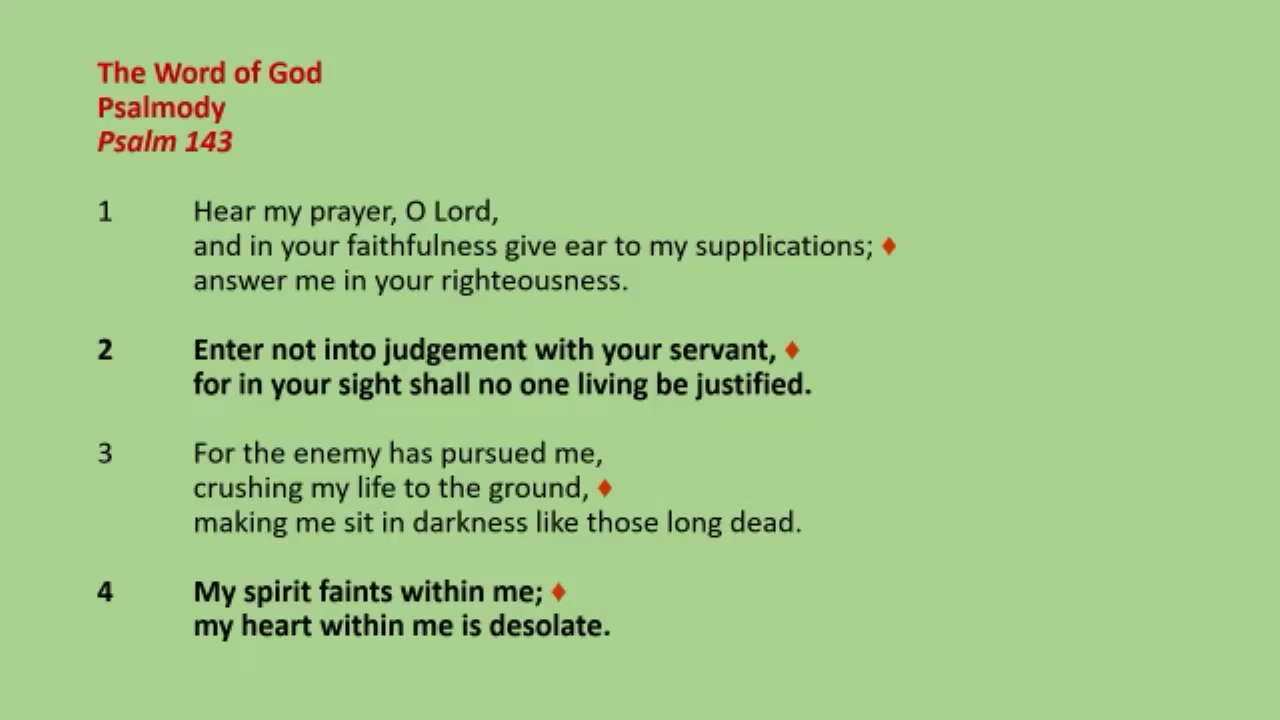 The Word of God
Psalmody
Psalm 143
1 Hear my prayer, O Lord,
and in your faithfulness give ear to my supplications; ♦
answer me in your righteousness.
2 Enter not into judgement with your servant, ♦
for in your sight shall no one living be justified.
3 For the enemy has pursued me,
crushing my life to the ground, ♦
making me sit in darkness like those long dead.
4 My spirit faints within me; ♦
my heart within me is desolate.